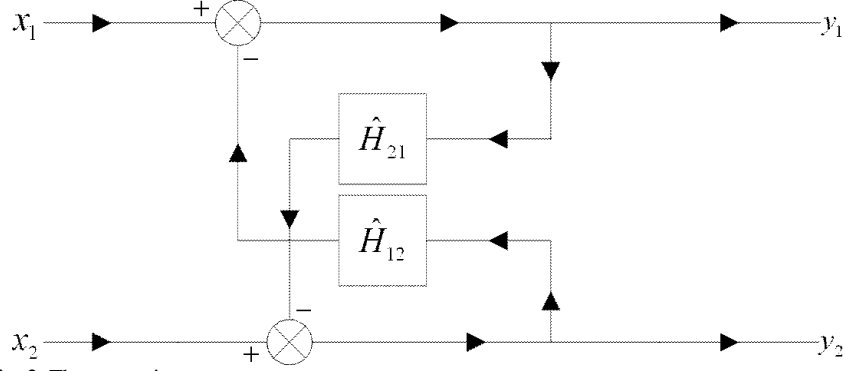 x₁ + y₁
−
Ĥ₂₁
Ĥ₁₂
−
x₂ + y₂